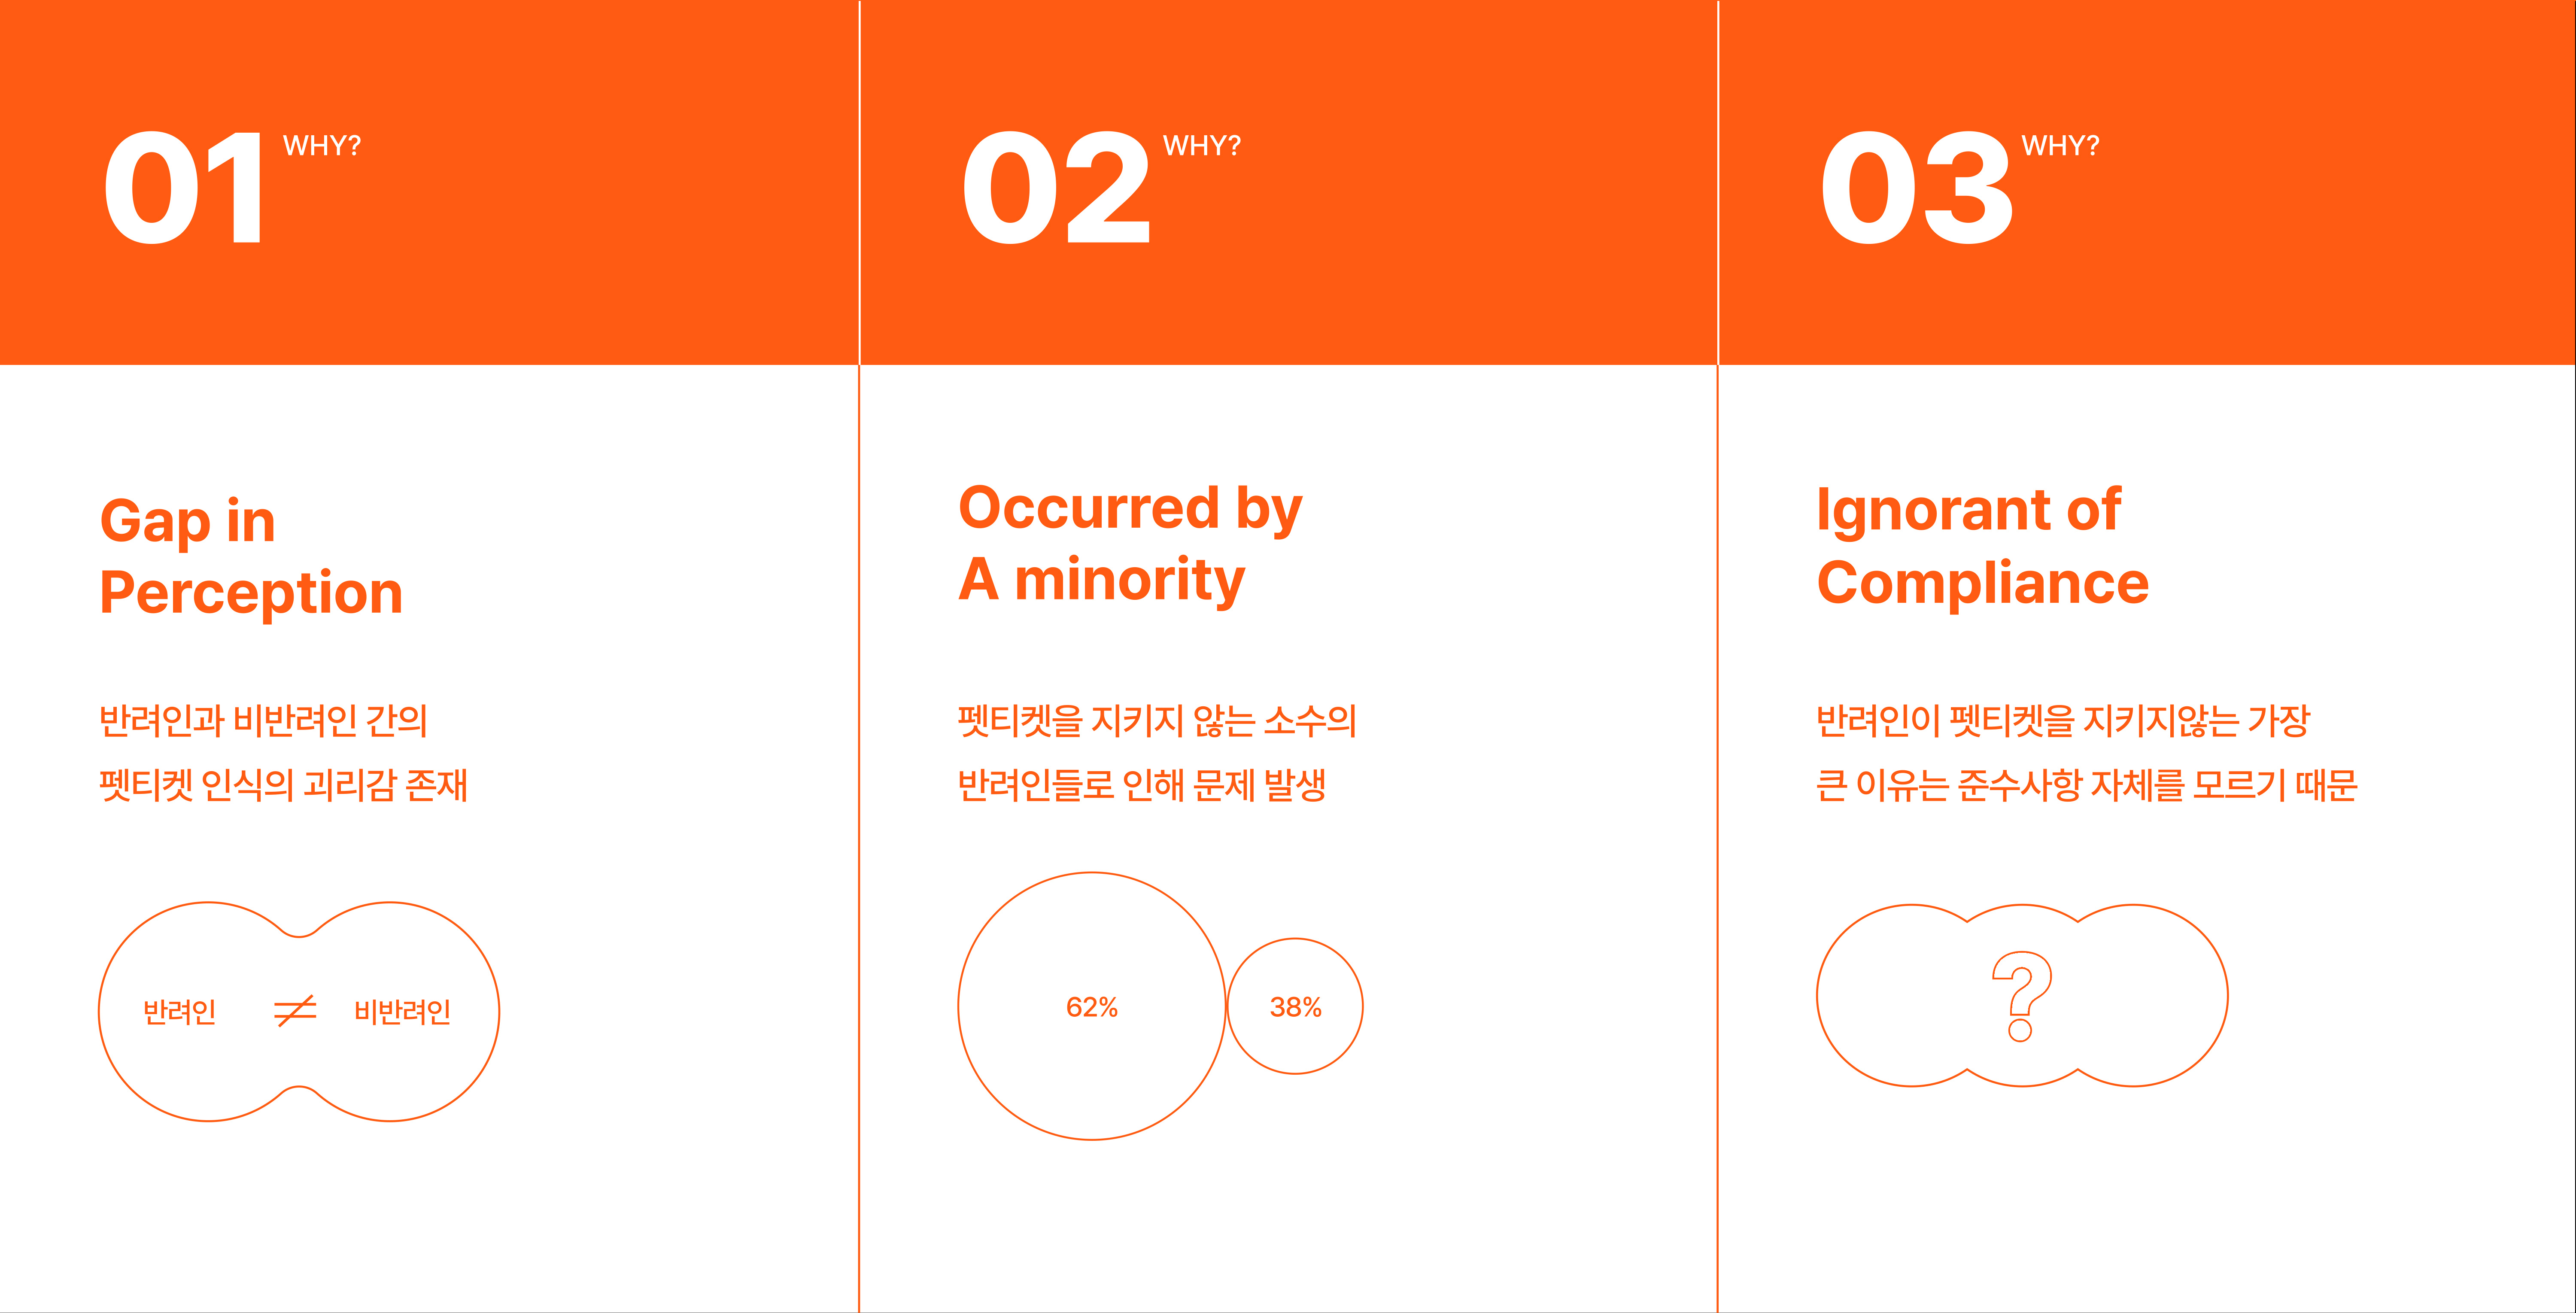 01 WHY?
Gap in
Perception
반려인과 비반려인 간의
펫티켓 인식의 괴리감 존재
반려인 ≠ 비반려인
02 WHY?
Occurred by
A minority
펫티켓을 지키지 않는 소수의
반려인들로 인해 문제 발생
62% 38%
03 WHY?
Ignorant of
Compliance
반려인이 펫티켓을 지키지않는 가장
큰 이유는 준수사항 자체를 모르기 때문
?